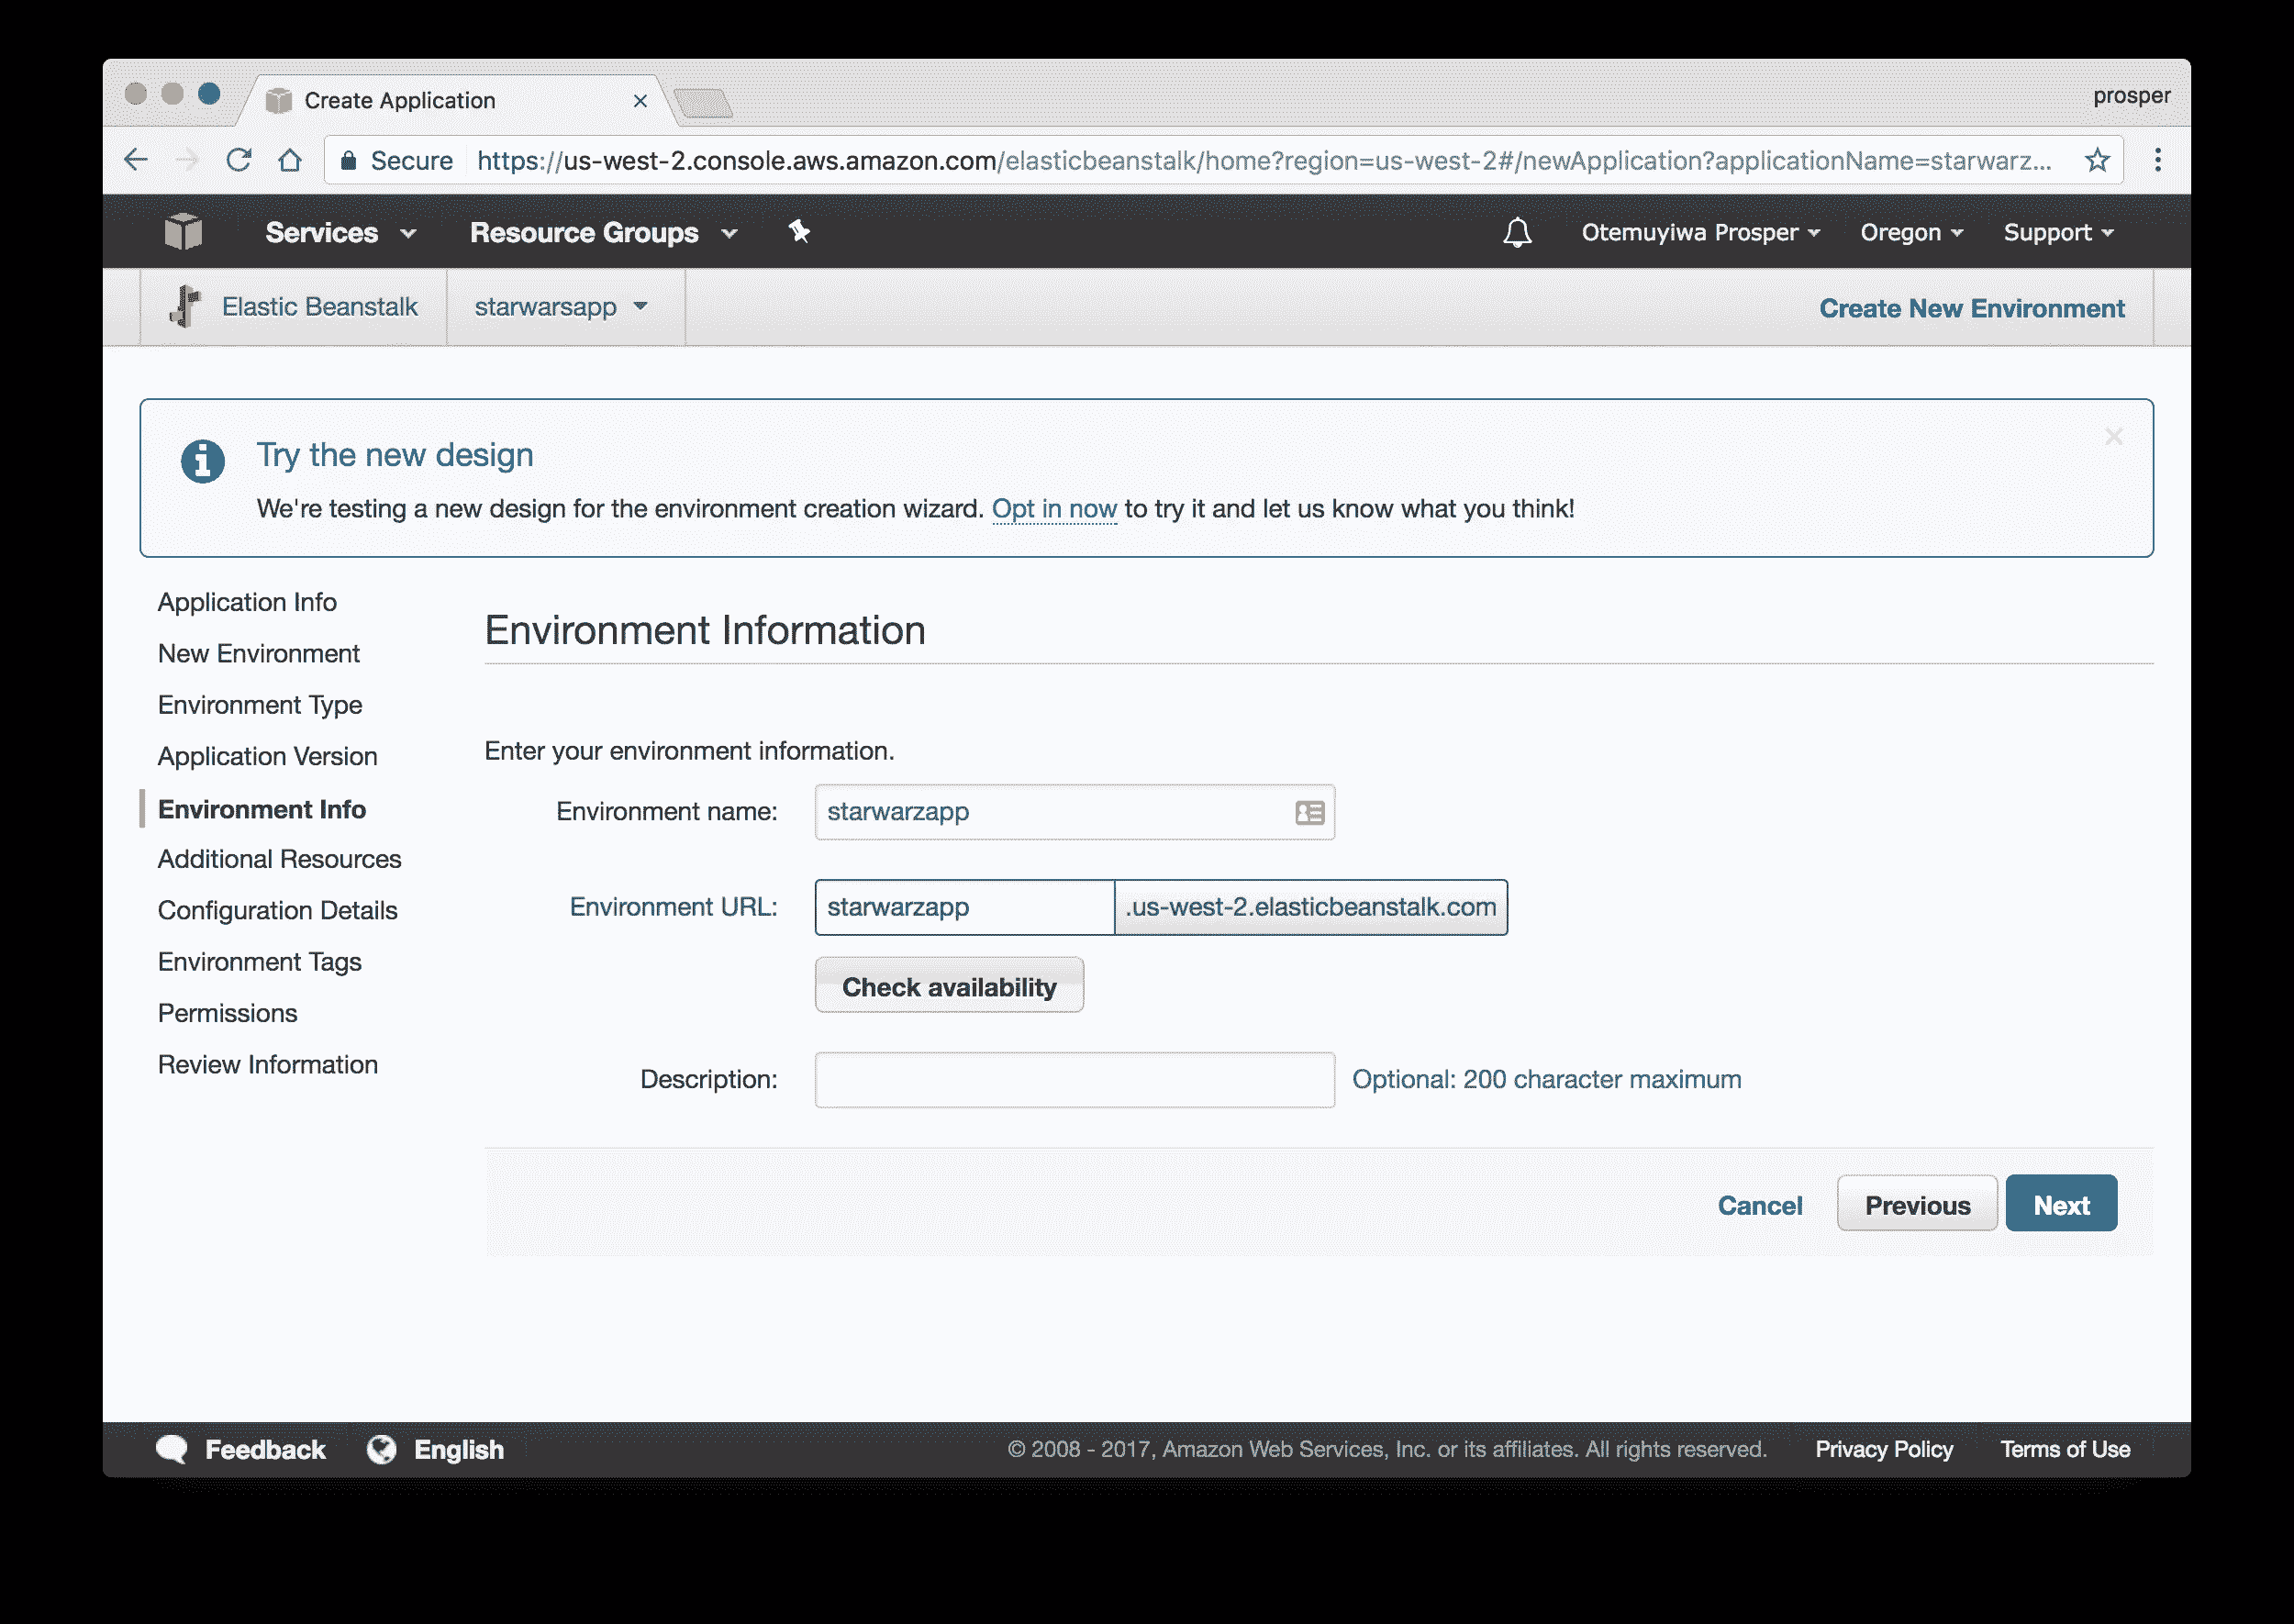 Create Application
prosper
Secure https://us-west-2.console.aws.amazon.com/elasticbeanstalk/home?region=us-west-2#/newApplication?applicationName=starwarz...
Services Resource Groups Otemuyiwa Prosper Oregon Support
Elastic Beanstalk starwarsapp Create New Environment
Try the new design
We're testing a new design for the environment creation wizard. Opt in now to try it and let us know what you think!
Application Info
New Environment
Environment Type
Application Version
Environment Info
Additional Resources
Configuration Details
Environment Tags
Permissions
Review Information
Environment Information
Enter your environment information.
Environment name: starwarzapp
Environment URL: starwarzapp .us-west-2.elasticbeanstalk.com
Check availability
Description: Optional: 200 character maximum
Cancel Previous Next
Feedback English © 2008 - 2017, Amazon Web Services, Inc. or its affiliates. All rights reserved. Privacy Policy Terms of Use